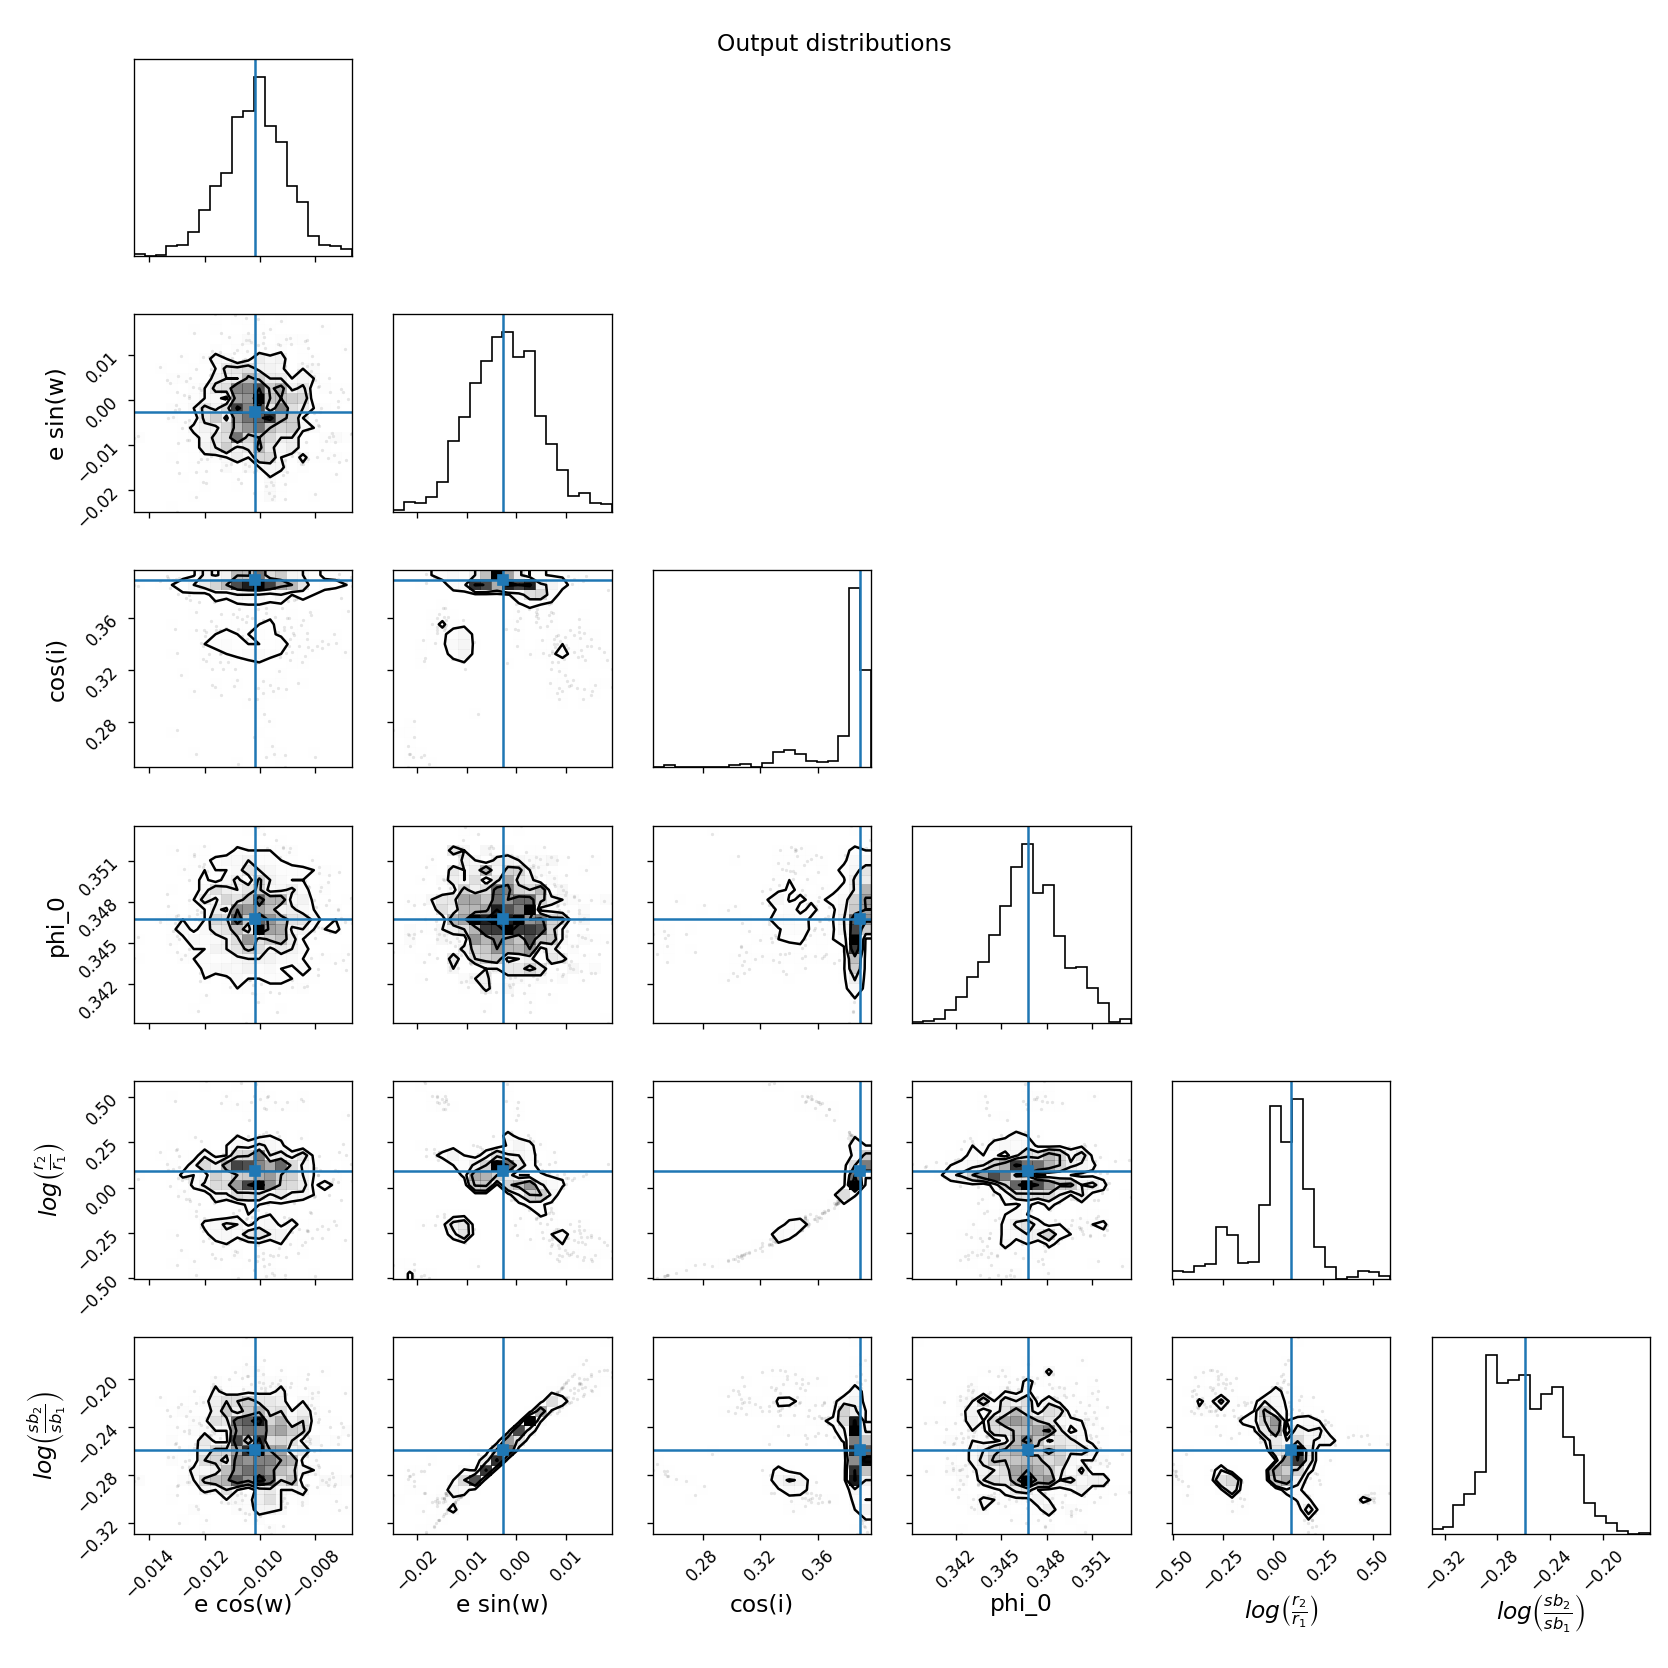 Output distributions
e sin(w)
0.01
0.00
−0.01
−0.02
cos(i)
0.36
0.32
0.28
phi_0
0.351
0.348
0.345
0.342
log(r₂/r₁)
0.50
0.25
0.00
−0.25
−0.50
log(sb₂/sb₁)
−0.20
−0.24
−0.28
−0.32
−0.014 −0.012 −0.010 −0.008
e cos(w)
−0.02 −0.01 0.00 0.01
e sin(w)
0.28 0.32 0.36
cos(i)
0.342 0.345 0.348 0.351
phi_0
−0.50 −0.25 0.00 0.25 0.50
log(r₂/r₁)
−0.32 −0.28 −0.24 −0.20
log(sb₂/sb₁)